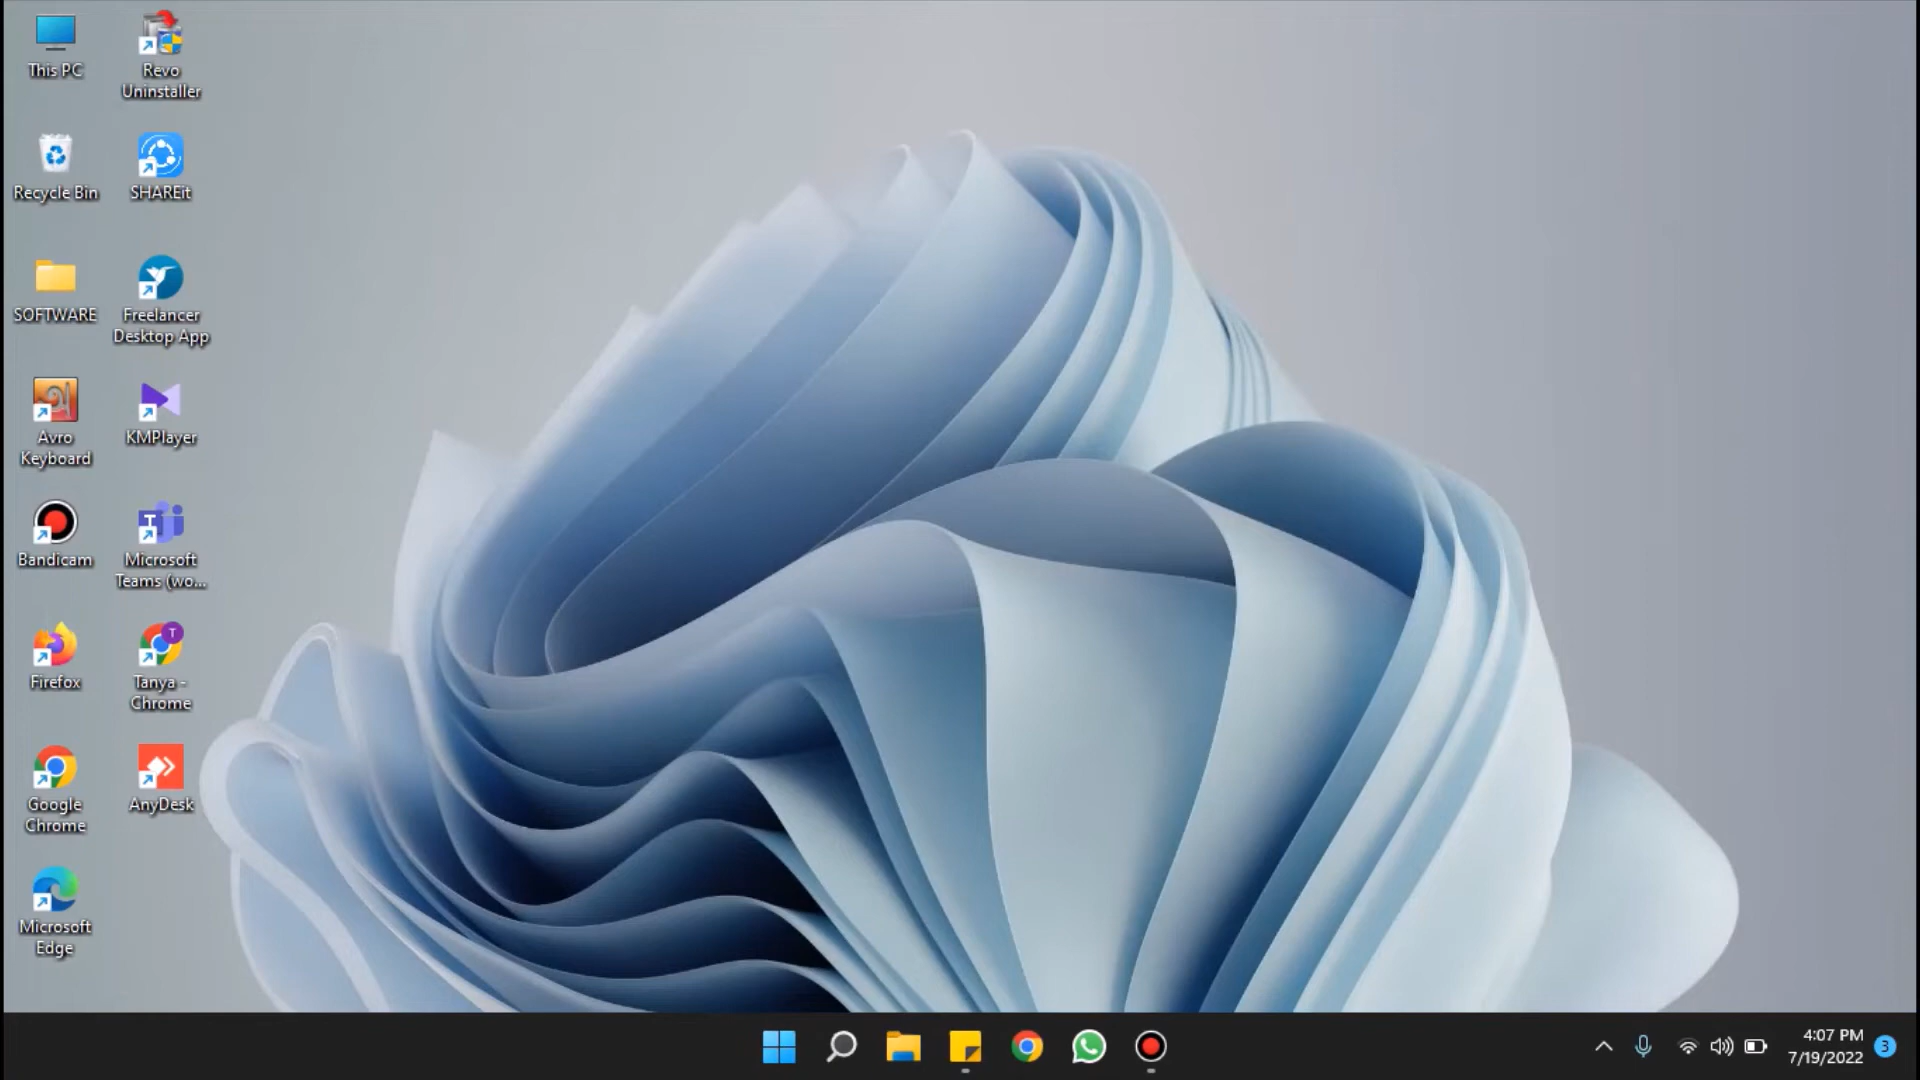 This PC
Revo
Uninstaller
Recycle Bin
SHAREit
SOFTWARE
Freelancer
Desktop App
Avro
Keyboard
KMPlayer
Bandicam
Microsoft
Teams (wo...
Firefox
Tanya -
Chrome
T
Google
Chrome
AnyDesk
Microsoft
Edge
4:07 PM
7/19/2022
3